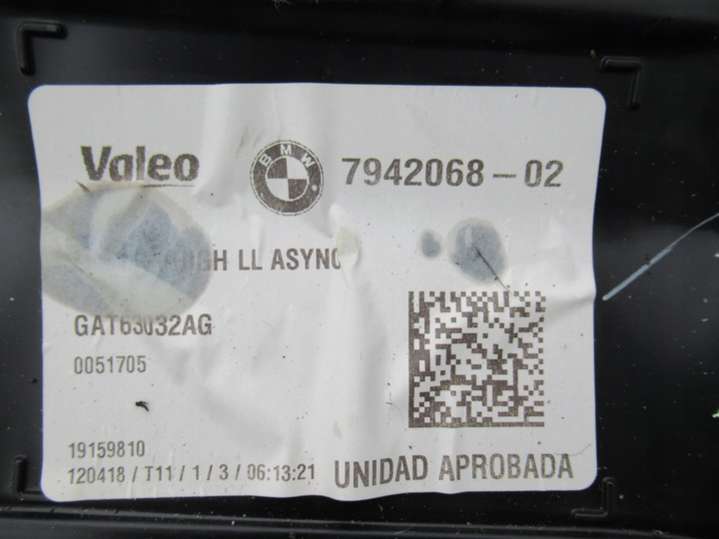 Valeo BMW 7942068-02
LL ASYNC
GAT63032AG
0051705
19159810
120418 / T11 / 1 / 3 / 06:13:21 UNIDAD APROBADA